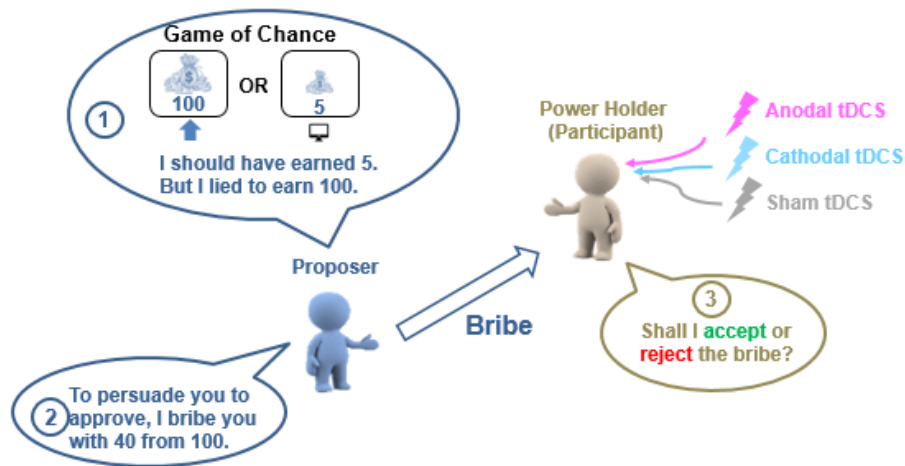 Game of Chance
100
OR
5
1
I should have earned 5.
But I lied to earn 100.
Proposer
2
To persuade you to
approve, I bribe you
with 40 from 100.
Bribe
Power Holder
(Participant)
Anodal tDCS
Cathodal tDCS
Sham tDCS
3
Shall I accept or
reject the bribe?